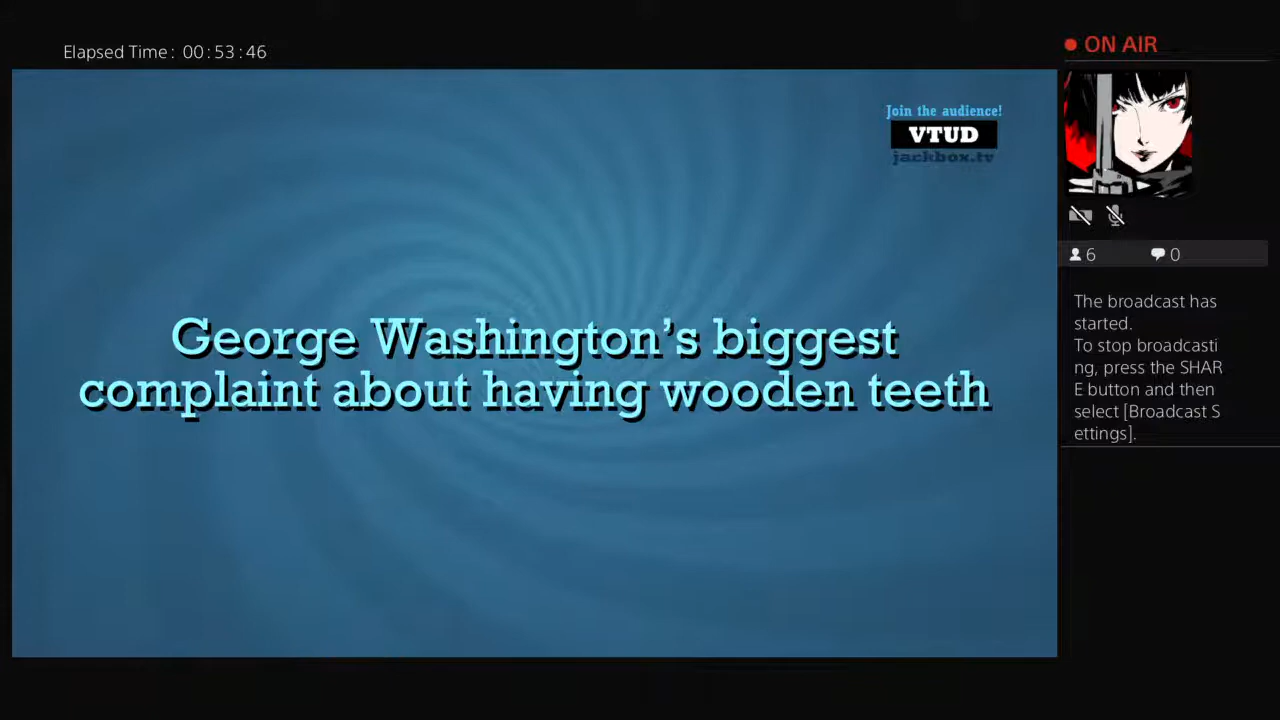 Elapsed Time: 00:53:46
ON AIR
Join the audience!
VTUD
jackbox.tv
6
0
The broadcast has
started.
To stop broadcasti
ng, press the SHAR
E button and then
select [Broadcast S
ettings].
George Washington's biggest
complaint about having wooden teeth